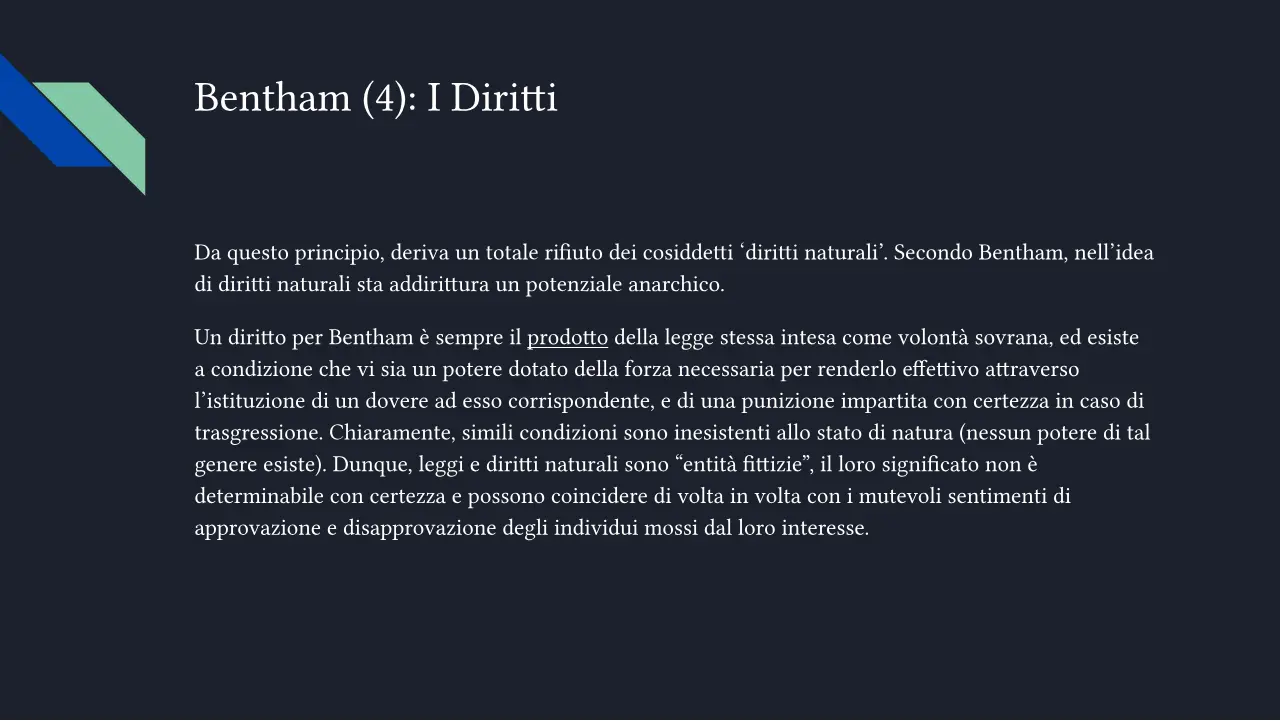 Bentham (4): I Diritti
Da questo principio, deriva un totale rifiuto dei cosiddetti ‘diritti naturali’. Secondo Bentham, nell’idea
di diritti naturali sta addirittura un potenziale anarchico.
Un diritto per Bentham è sempre il prodotto della legge stessa intesa come volontà sovrana, ed esiste
a condizione che vi sia un potere dotato della forza necessaria per renderlo effettivo attraverso
l’istituzione di un dovere ad esso corrispondente, e di una punizione impartita con certezza in caso di
trasgressione. Chiaramente, simili condizioni sono inesistenti allo stato di natura (nessun potere di tal
genere esiste). Dunque, leggi e diritti naturali sono “entità fittizie”, il loro significato non è
determinabile con certezza e possono coincidere di volta in volta con i mutevoli sentimenti di
approvazione e disapprovazione degli individui mossi dal loro interesse.